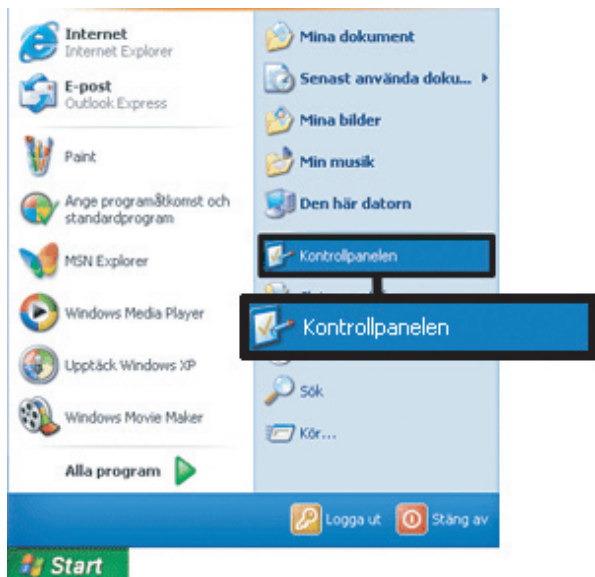 Internet
Internet Explorer
E-post
Outlook Express
Paint
Ange programåtkomst och
standardprogram
MSN Explorer
Windows Media Player
Upptäck Windows XP
Windows Movie Maker
Alla program
Mina dokument
Senast använda doku...
Mina bilder
Min musik
Den här datorn
Kontrollpanelen
Kontrollpanelen
Sök
Kör...
Logga ut
Stäng av
Start